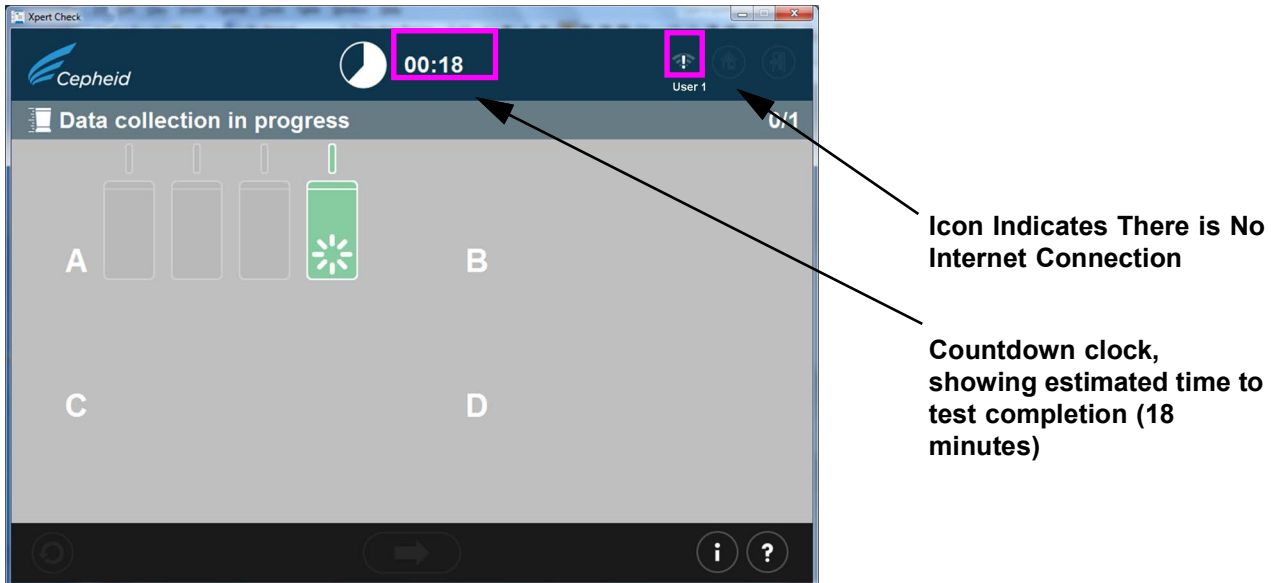 Xpert Check
Cepheid
00:18
User 1
Data collection in progress
0/1
A
B
C
D
i
?
Icon Indicates There is No
Internet Connection
Countdown clock,
showing estimated time to
test completion (18
minutes)